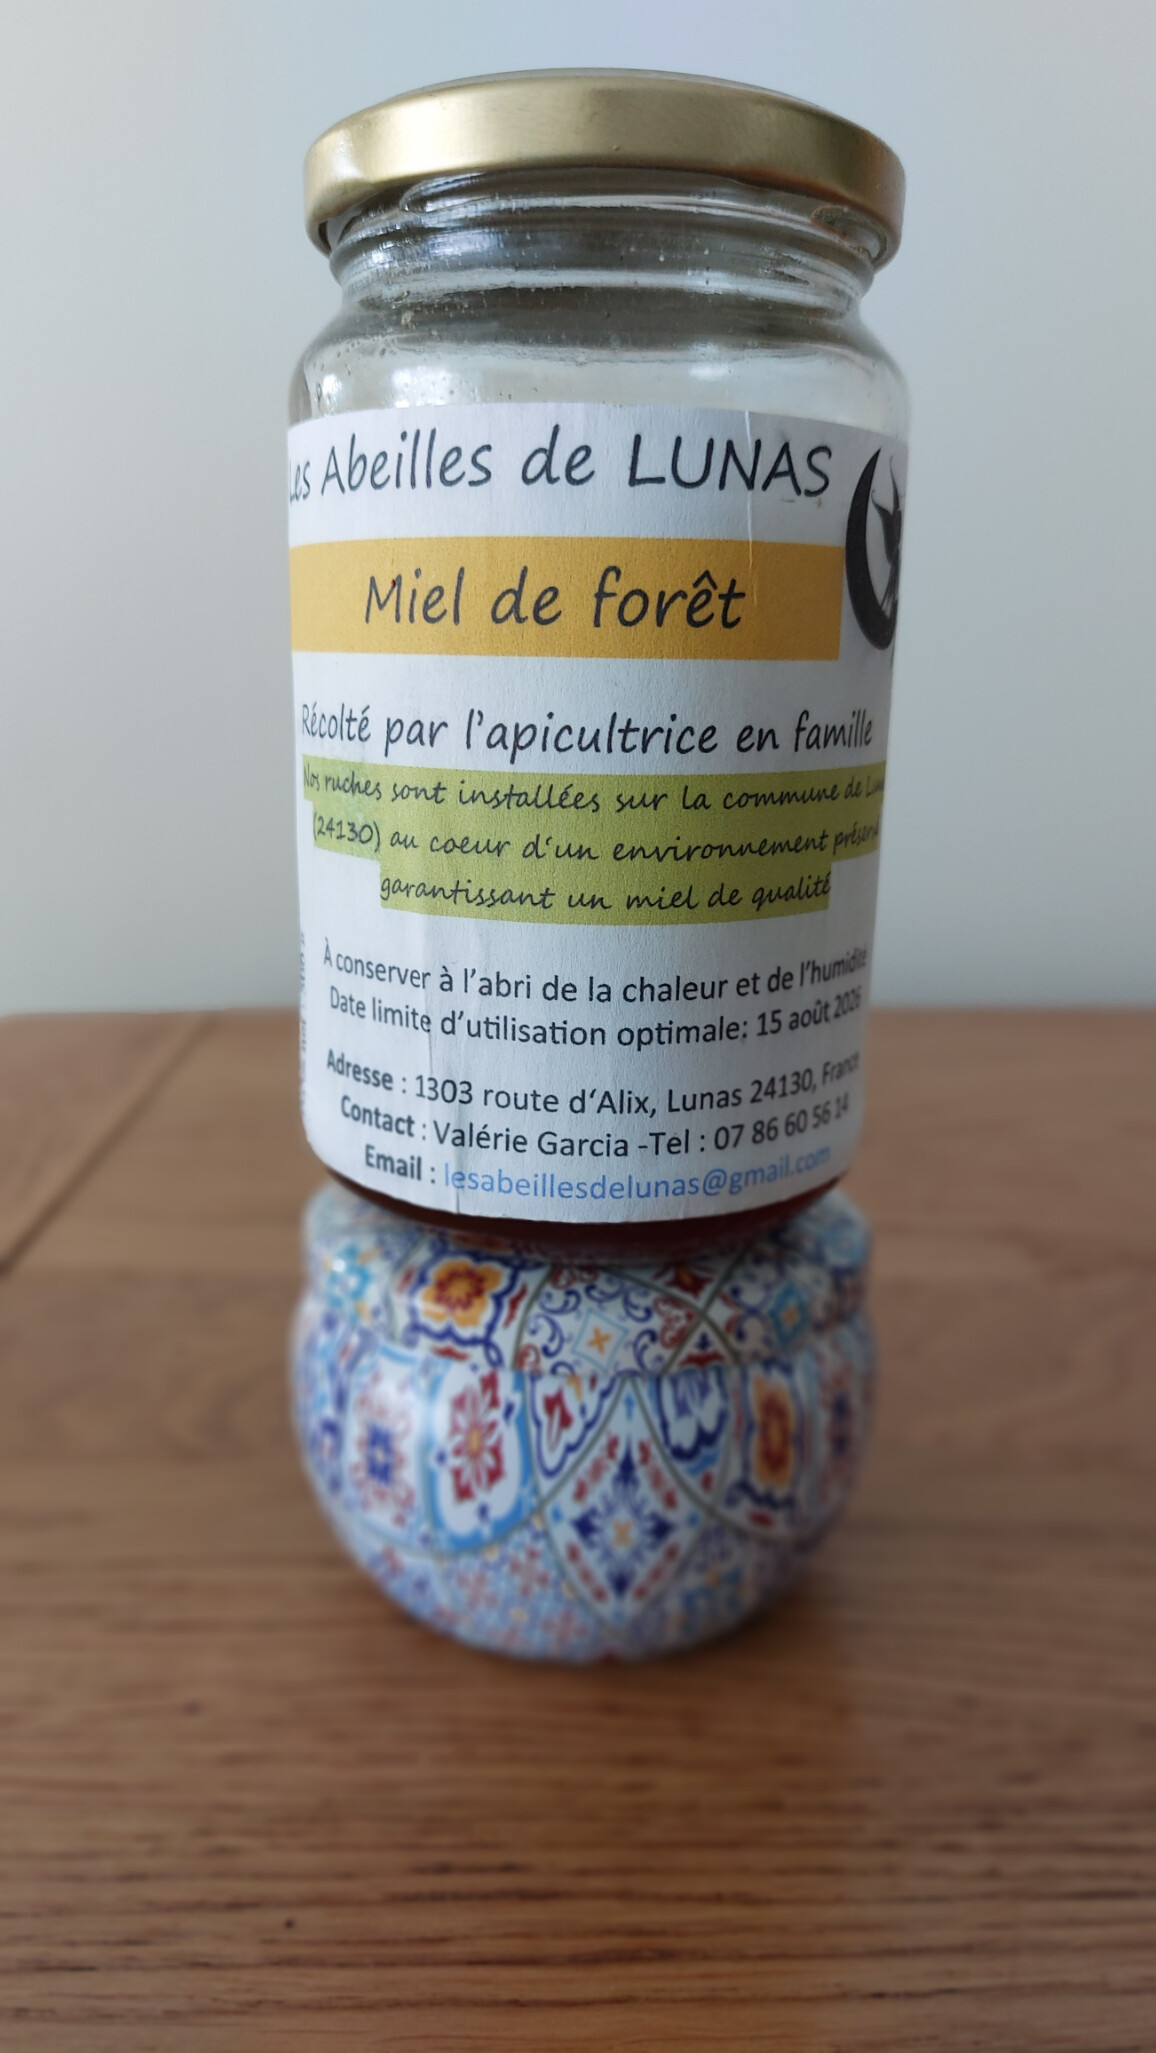 Les Abeilles de LUNAS
Miel de forêt
Récolté par l'apicultrice en famille
Nos ruches sont installées sur la commune de
(24130) au coeur d'un environnement
garantissant un miel de qualité
À conserver à l'abri de la chaleur et de l'humidité
Date limite d'utilisation optimale: 15 août 2026
Adresse : 1303 route d'Alix, Lunas 24130, France
Contact : Valérie Garcia -Tel : 07 86 60 56 14
Email : lesabeillesdelunas@gmail.com